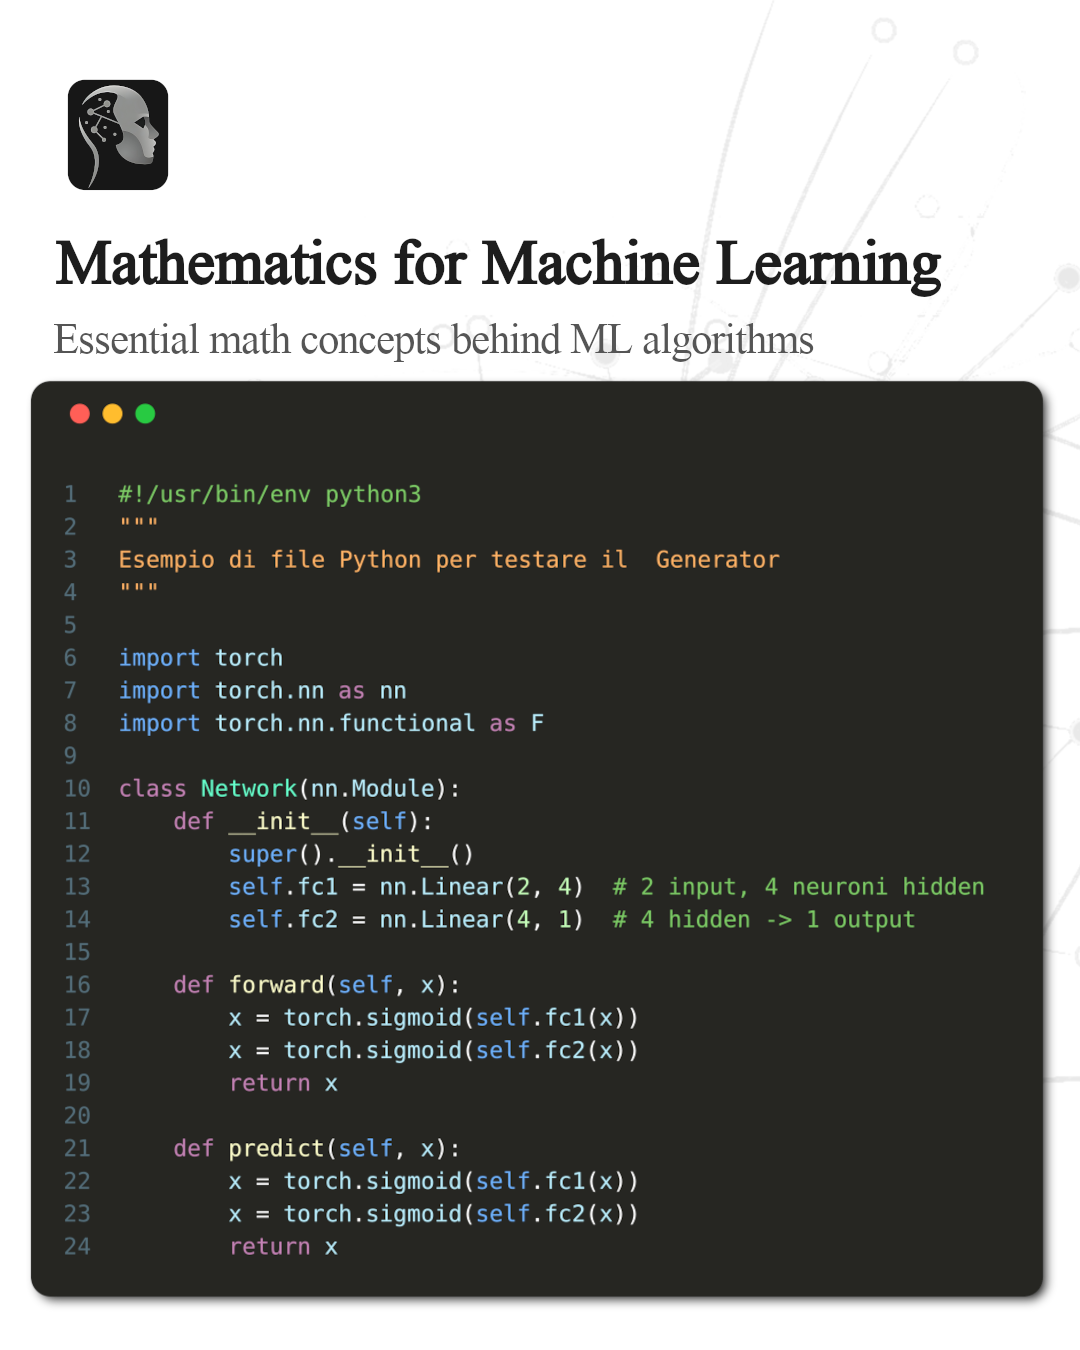 Mathematics for Machine Learning
Essential math concepts behind ML algorithms
1 #!/usr/bin/env python3
2 """
3 Esempio di file Python per testare il  Generator
4 """
5
6 import torch
7 import torch.nn as nn
8 import torch.nn.functional as F
9
10 class Network(nn.Module):
11     def __init__(self):
12         super().__init__()
13         self.fc1 = nn.Linear(2, 4)  # 2 input, 4 neuroni hidden
14         self.fc2 = nn.Linear(4, 1)  # 4 hidden -> 1 output
15
16     def forward(self, x):
17         x = torch.sigmoid(self.fc1(x))
18         x = torch.sigmoid(self.fc2(x))
19         return x
20
21     def predict(self, x):
22         x = torch.sigmoid(self.fc1(x))
23         x = torch.sigmoid(self.fc2(x))
24         return x